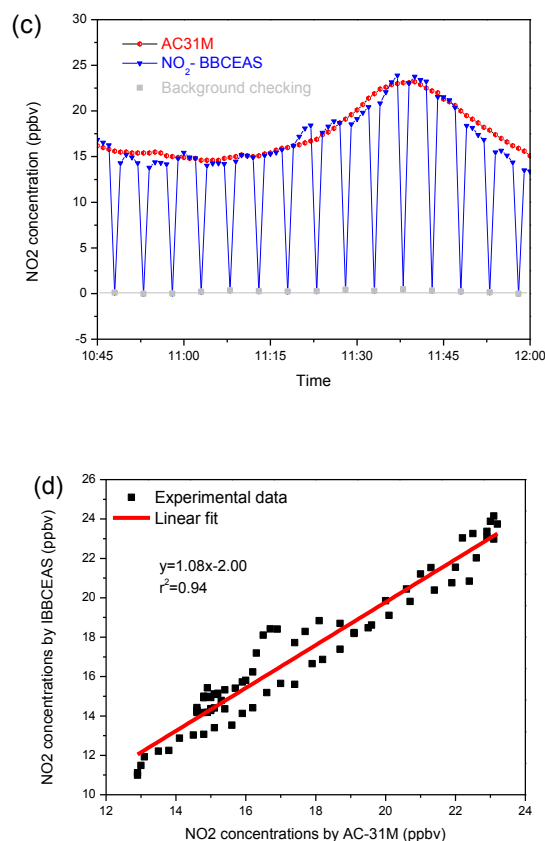 (c)
NO2 concentration (ppbv)
30
25
20
15
10
5
0
-5
AC31M
NO2- BBCEAS
Background checking
10:45 11:00 11:15 11:30 11:45 12:00
Time
(d)
NO2 concentrations by IBBCEAS (ppbv)
26
24
22
20
18
16
14
12
10
Experimental data
Linear fit
y=1.08x-2.00
r²=0.94
12 14 16 18 20 22 24
NO2 concentrations by AC-31M (ppbv)